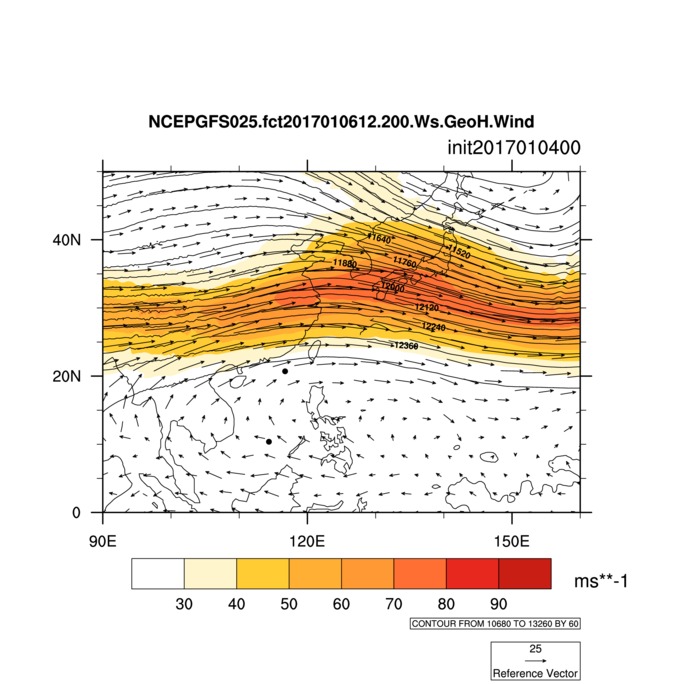 NCEPGFS025.fct2017010612.200.Ws.GeoH.Wind
init2017010400
40N
20N
0
90E 120E 150E
11640
11520
11760
11880
12000
12120
12240
12360
30 40 50 60 70 80 90
ms**-1
CONTOUR FROM 10680 TO 13260 BY 60
25
Reference Vector